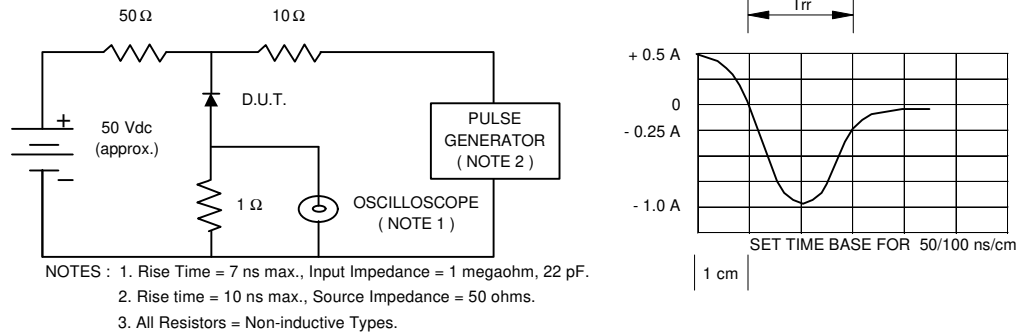 50 Ω
10 Ω
D.U.T.
+
50 Vdc
(approx.)
−
1 Ω
OSCILLOSCOPE
( NOTE 1 )
PULSE
GENERATOR
( NOTE 2 )
Trr
+ 0.5 A
0
- 0.25 A
- 1.0 A
SET TIME BASE FOR 50/100 ns/cm
1 cm
NOTES : 1. Rise Time = 7 ns max., Input Impedance = 1 megaohm, 22 pF.
2. Rise time = 10 ns max., Source Impedance = 50 ohms.
3. All Resistors = Non-inductive Types.